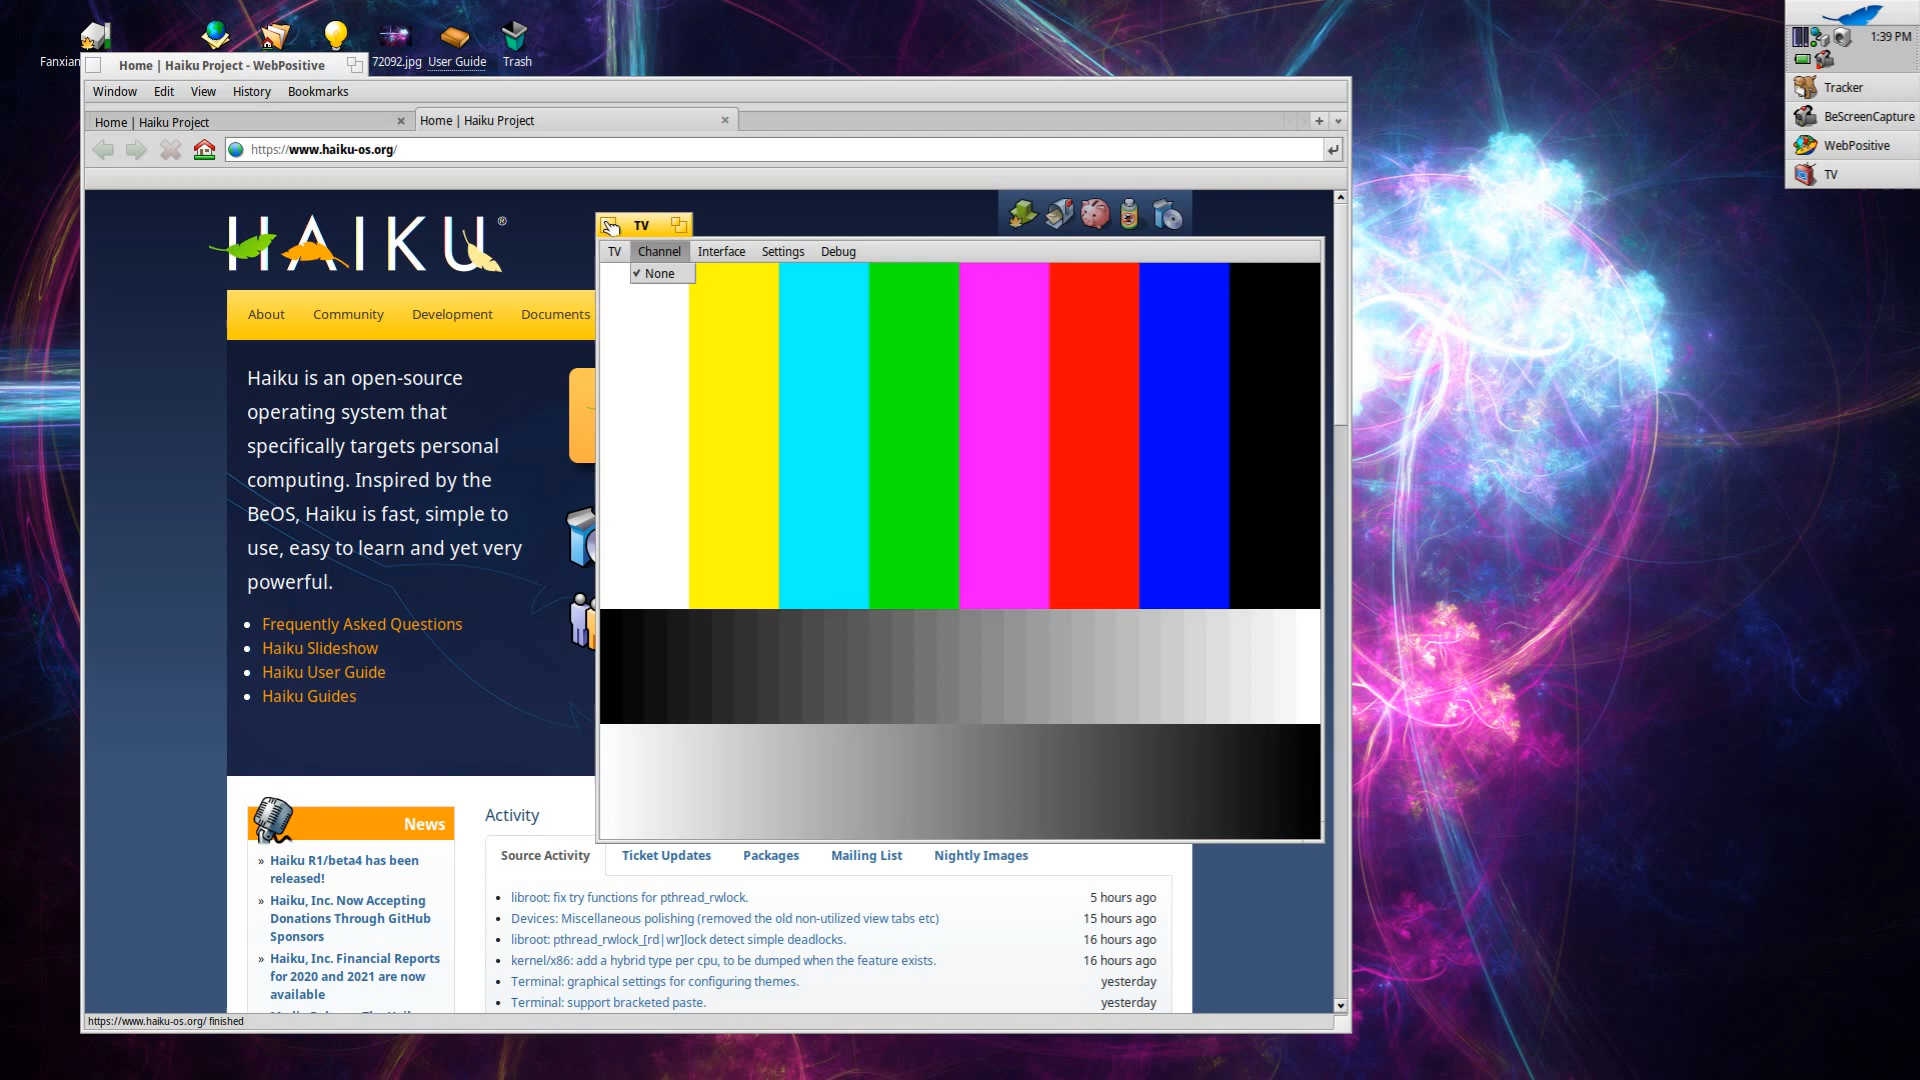 Fanxian
72092.jpg
User Guide
Trash
1:39 PM
Tracker
BeScreenCapture
WebPositive
TV
Home | Haiku Project - WebPositive
Window Edit View History Bookmarks
Home | Haiku Project
Home | Haiku Project
https://www.haiku-os.org/
HAIKU®
About Community Development Documents
Haiku is an open-source
operating system that
specifically targets personal
computing. Inspired by the
BeOS, Haiku is fast, simple to
use, easy to learn and yet very
powerful.
Frequently Asked Questions
Haiku Slideshow
Haiku User Guide
Haiku Guides
TV
TV Channel Interface Settings Debug
None
News
» Haiku R1/beta4 has been
released!
» Haiku, Inc. Now Accepting
Donations Through GitHub
Sponsors
» Haiku, Inc. Financial Reports
for 2020 and 2021 are now
available
Activity
Source Activity Ticket Updates Packages Mailing List Nightly Images
libroot: fix try functions for pthread_rwlock. 5 hours ago
Devices: Miscellaneous polishing (removed the old non-utilized view tabs etc) 15 hours ago
libroot: pthread_rwlock_[rd|wr]lock detect simple deadlocks. 16 hours ago
kernel/x86: add a hybrid type per cpu, to be dumped when the feature exists. 16 hours ago
Terminal: graphical settings for configuring themes. yesterday
Terminal: support bracketed paste. yesterday
https://www.haiku-os.org/ finished